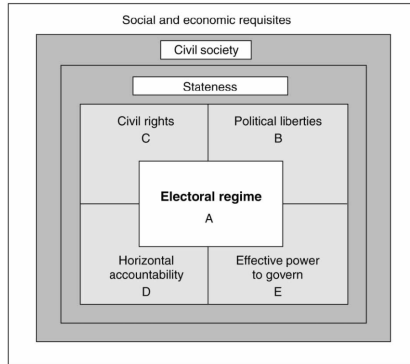 Social and economic requisites
Civil society
Stateness
Civil rights
C
Political liberties
B
Electoral regime
A
Horizontal
accountability
D
Effective power
to govern
E